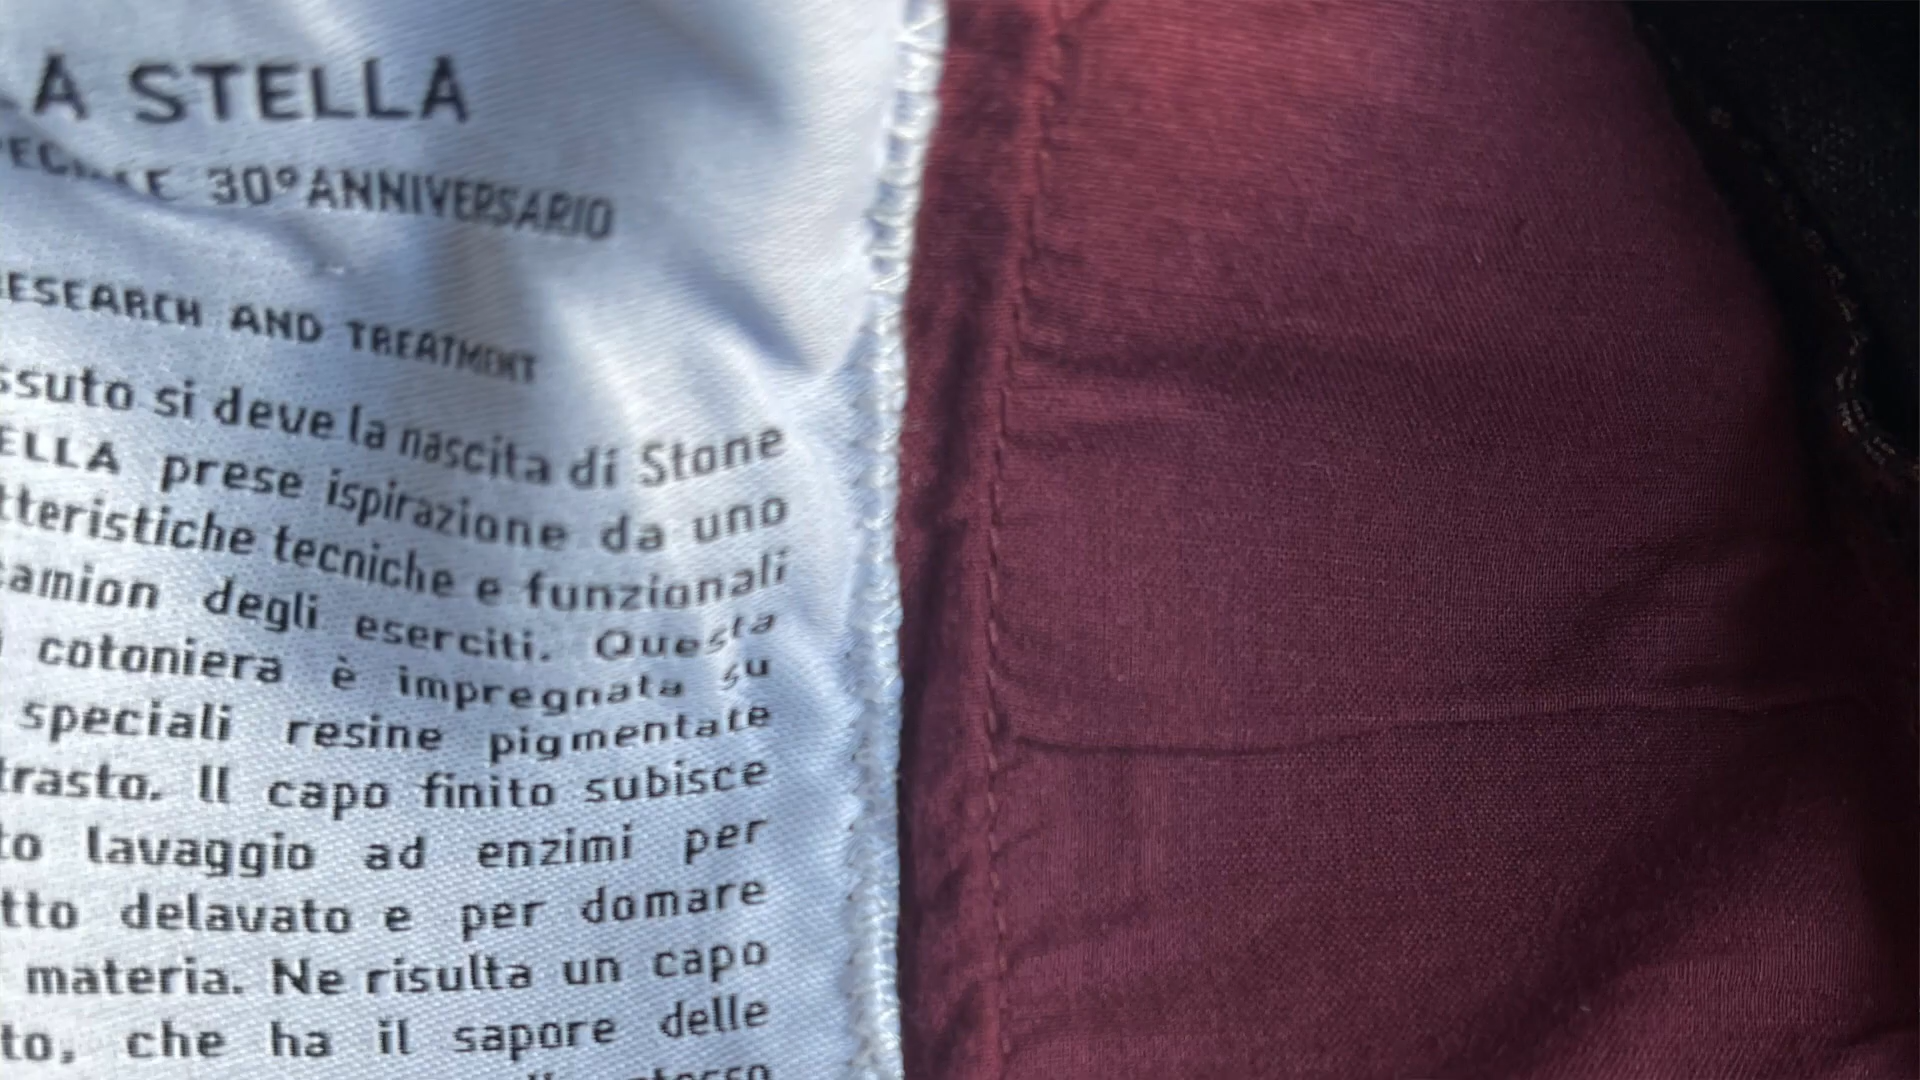 A STELLA
30° ANNIVERSARIO
RESEARCH AND TREATMENT
ssuto si deve la nascita di Stone
ELLA prese ispirazione da uno
tteristiche tecniche e funzionali
camion degli eserciti. Questa
cotoniera è impregnata su
speciali resine pigmentate
trasto. Il capo finito subisce
to lavaggio ad enzimi per
tto delavato e per domare
materia. Ne risulta un capo
to, che ha il sapore delle